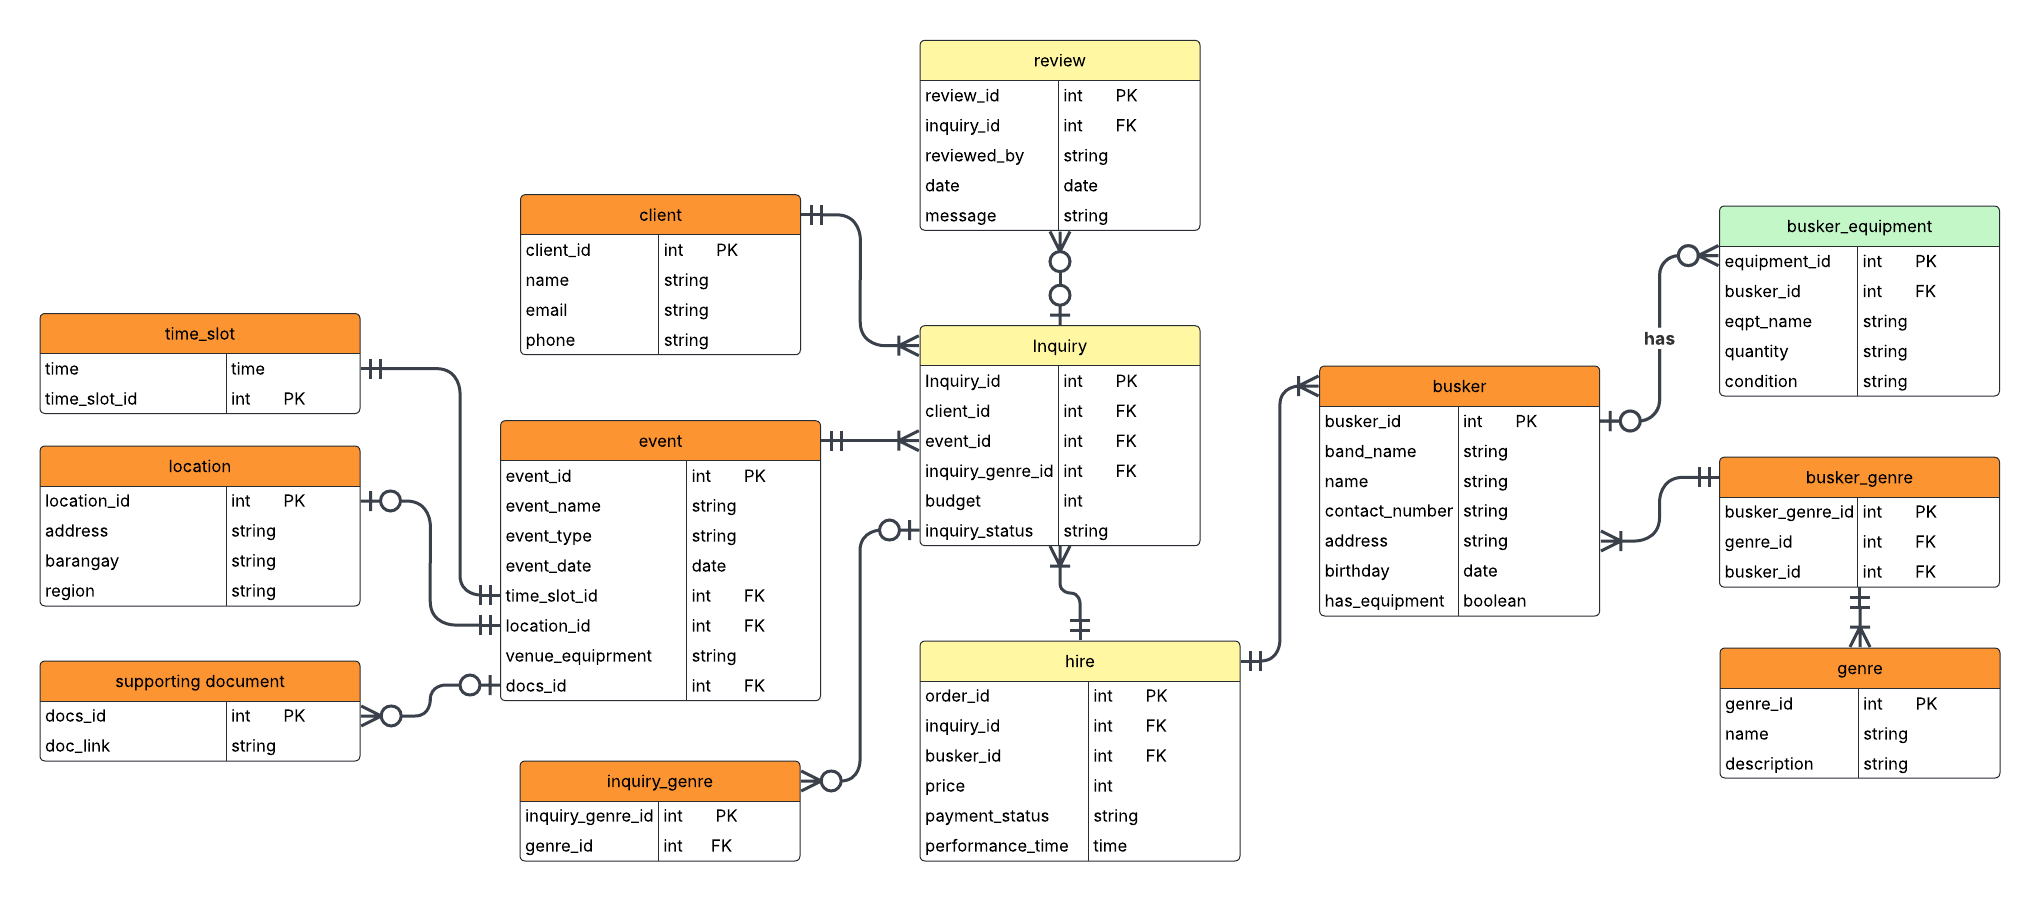 review
review_id int PK
inquiry_id int FK
reviewed_by string
date date
message string
client
client_id int PK
name string
email string
phone string
time_slot
time time
time_slot_id int PK
location
location_id int PK
address string
barangay string
region string
supporting document
docs_id int PK
doc_link string
event
event_id int PK
event_name string
event_type string
event_date date
time_slot_id int FK
location_id int FK
venue_equiprment string
docs_id int FK
inquiry_genre
inquiry_genre_id int PK
genre_id int FK
Inquiry
Inquiry_id int PK
client_id int FK
event_id int FK
inquiry_genre_id int FK
budget int
inquiry_status string
hire
order_id int PK
inquiry_id int FK
busker_id int FK
price int
payment_status string
performance_time time
busker
busker_id int PK
band_name string
name string
contact_number string
address string
birthday date
has_equipment boolean
has
busker_equipment
equipment_id int PK
busker_id int FK
eqpt_name string
quantity string
condition string
busker_genre
busker_genre_id int PK
genre_id int FK
busker_id int FK
genre
genre_id int PK
name string
description string